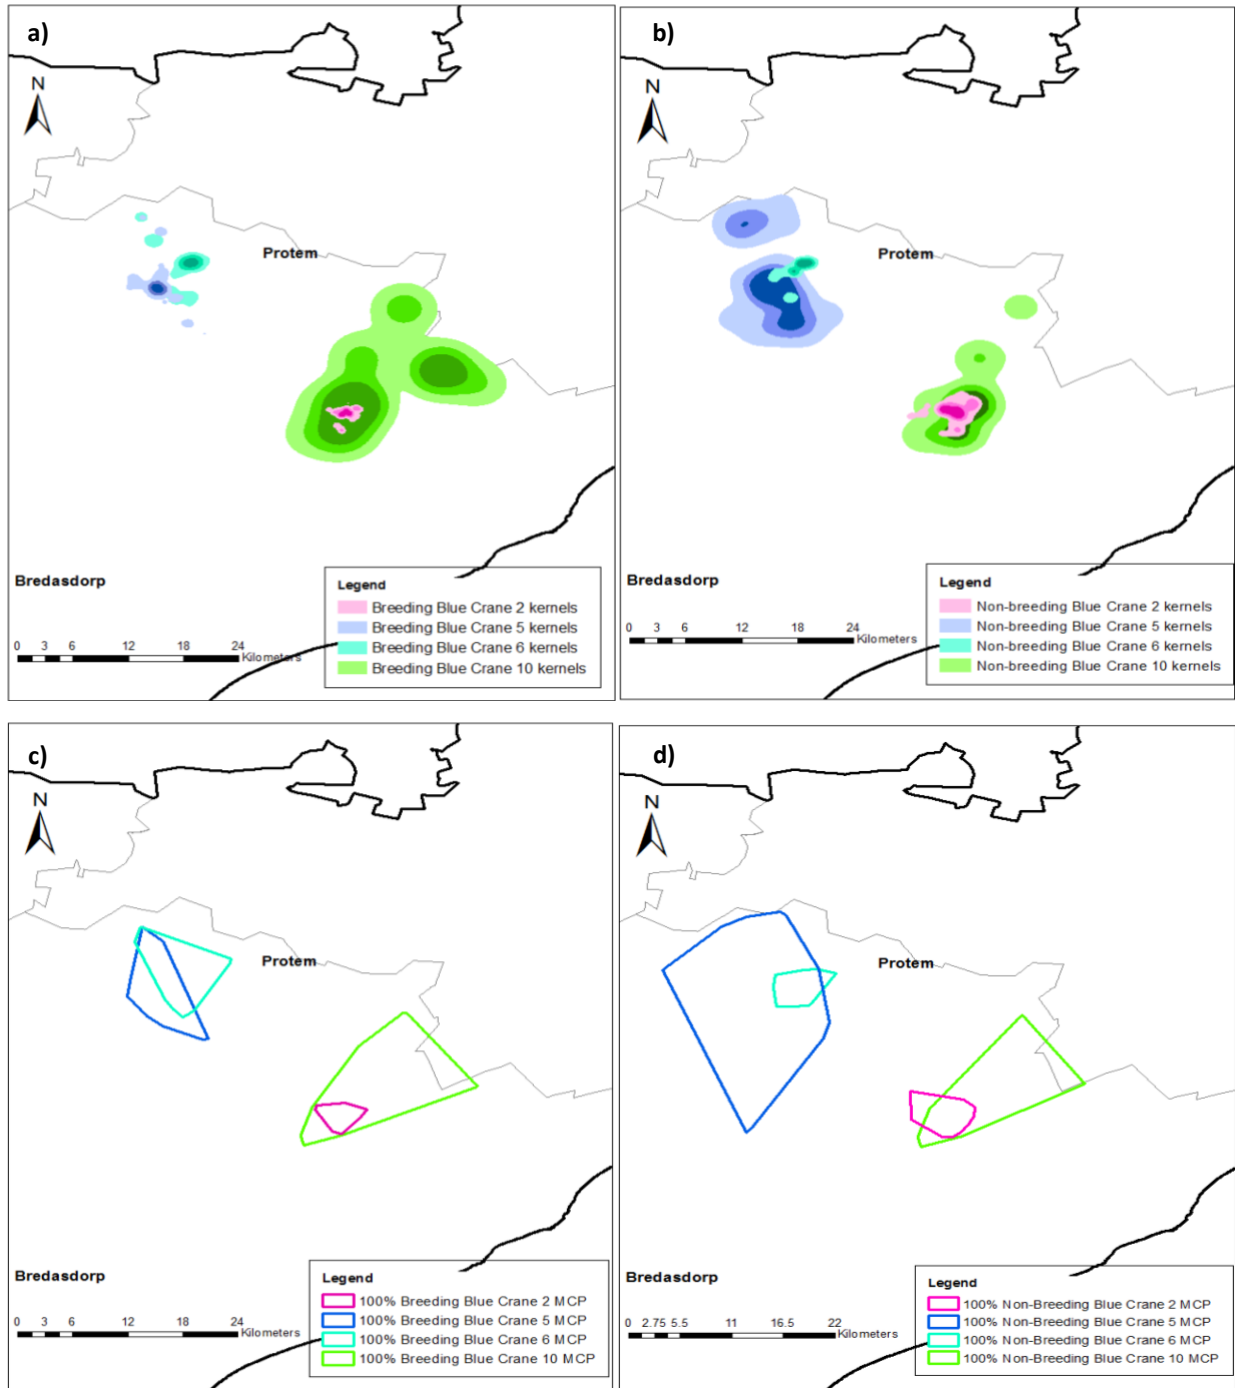 a)
N
Protem
Bredasdorp
0 3 6 12 18 24
Kilometers
Legend
Breeding Blue Crane 2 kernels
Breeding Blue Crane 5 kernels
Breeding Blue Crane 6 kernels
Breeding Blue Crane 10 kernels
b)
N
Protem
Bredasdorp
0 3 6 12 18 24
Kilometers
Legend
Non-breeding Blue Crane 2 kernels
Non-breeding Blue Crane 5 kernels
Non-breeding Blue Crane 6 kernels
Non-breeding Blue Crane 10 kernels
c)
N
Protem
Bredasdorp
0 3 6 12 18 24
Kilometers
Legend
100% Breeding Blue Crane 2 MCP
100% Breeding Blue Crane 5 MCP
100% Breeding Blue Crane 6 MCP
100% Breeding Blue Crane 10 MCP
d)
N
Protem
Bredasdorp
0 2.75 5.5 11 16.5 22
Kilometers
Legend
100% Non-Breeding Blue Crane 2 MCP
100% Non-Breeding Blue Crane 5 MCP
100% Non-Breeding Blue Crane 6 MCP
100% Non-Breeding Blue Crane 10 MCP